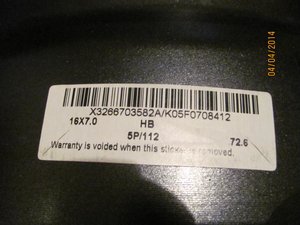 04/04/2014
X3266703582A/K05F0708412
16X7.0 HB
5P/112 72.6
Warranty is voided when this sticker is removed.